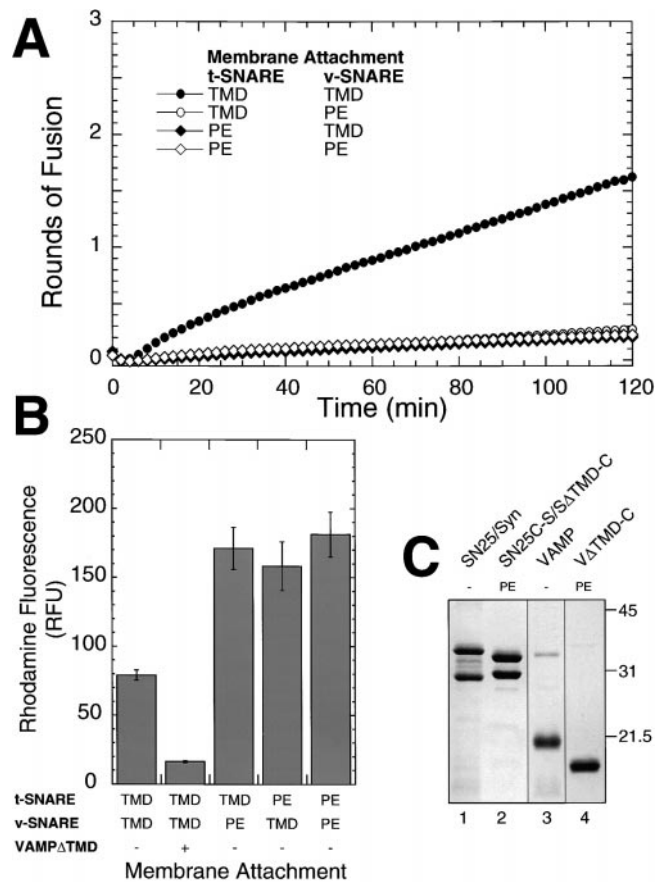 A
3
2
1
0
Rounds of Fusion
Membrane Attachment
t-SNARE v-SNARE
TMD TMD
TMD PE
PE TMD
PE PE
0 20 40 60 80 100 120
Time (min)
B
250
200
150
100
50
0
Rhodamine Fluorescence
(RFU)
t-SNARE TMD TMD TMD PE PE
v-SNARE TMD TMD PE TMD PE
VAMPΔTMD - + - - -
Membrane Attachment
C
SN25/Syn
SN25C-S/SΔTMD-C
VAMP
VΔTMD-C
- PE - PE
45
31
21.5
1 2 3 4